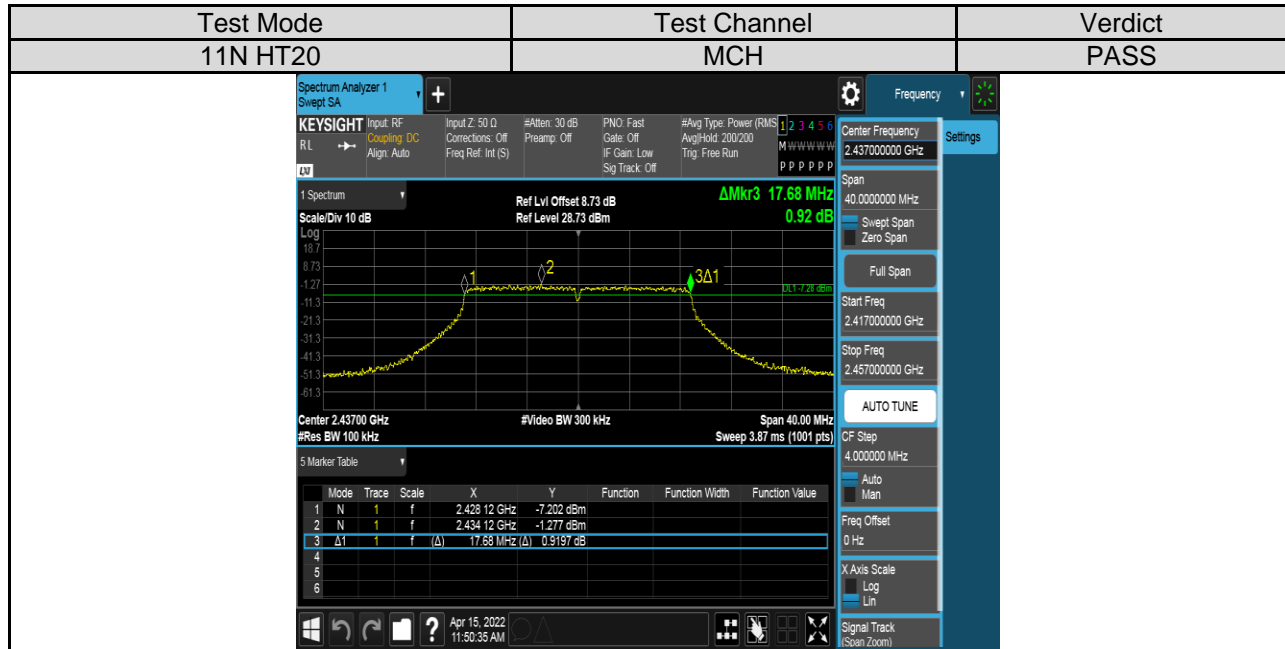 Test Mode Test Channel Verdict
11N HT20 MCH PASS
Spectrum Analyzer 1
Swept SA
+
Frequency
KEYSIGHT Input: RF Input Z: 50 Ω #Atten: 30 dB PNO: Fast #Avg Type: Power (RMS 1 2 3 4 5 6
RL Coupling: DC Corrections: Off Preamp: Off Gate: Off Avg|Hold: 200/200 M W W W W W
Align: Auto Freq Ref: Int (S) IF Gain: Low Trig: Free Run
Sig Track: Off P P P P P P
LXI
Center Frequency
2.437000000 GHz
Settings
1 Spectrum
Ref Lvl Offset 8.73 dB ΔMkr3 17.68 MHz
Scale/Div 10 dB Ref Level 28.73 dBm 0.92 dB
Log
18.7
8.73
-1.27
-11.3
-21.3
-31.3
-41.3
-51.3
-61.3
1 2 3Δ1
DL1 -7.28 dBm
Center 2.43700 GHz #Video BW 300 kHz Span 40.00 MHz
#Res BW 100 kHz Sweep 3.87 ms (1001 pts)
Span
40.0000000 MHz
Swept Span
Zero Span
Full Span
Start Freq
2.417000000 GHz
Stop Freq
2.457000000 GHz
AUTO TUNE
CF Step
4.000000 MHz
Auto
Man
Freq Offset
0 Hz
X Axis Scale
Log
Lin
Signal Track
(Span Zoom)
5 Marker Table
Mode Trace Scale X Y Function Function Width Function Value
1 N 1 f 2.428 12 GHz -7.202 dBm
2 N 1 f 2.434 12 GHz -1.277 dBm
3 Δ1 1 f (Δ) 17.68 MHz (Δ) 0.9197 dB
4
5
6
?
Apr 15, 2022
11:50:35 AM